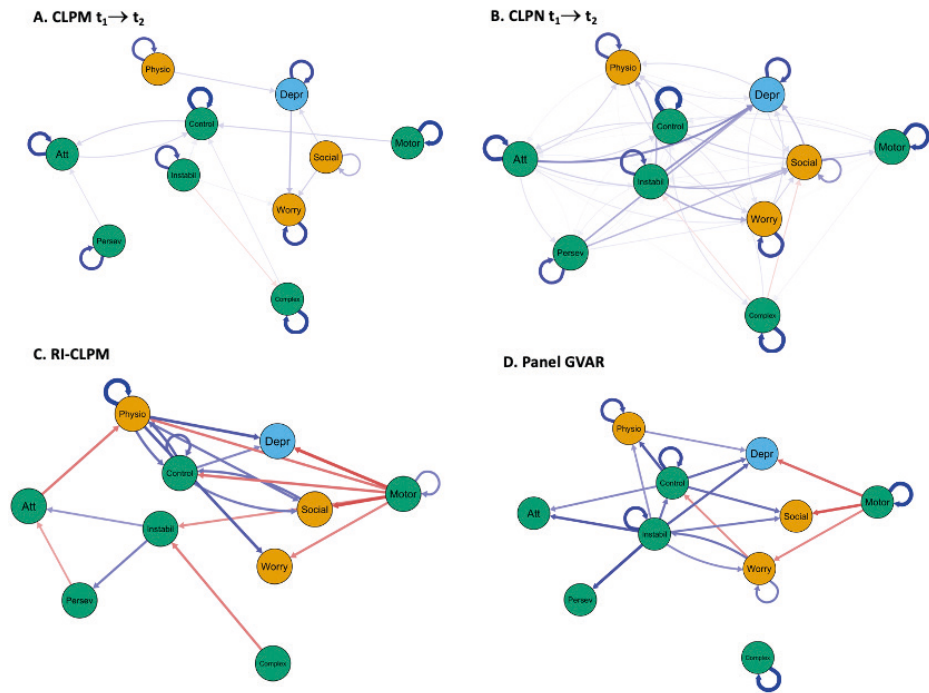 A. CLPM t₁→ t₂
Physio
Depr
Control
Att
Motor
Social
Instabil
Worry
Persev
Complex
B. CLPN t₁→ t₂
Physio
Depr
Control
Att
Motor
Social
Instabil
Worry
Persev
Complex
C. RI-CLPM
Physio
Depr
Control
Motor
Att
Social
Instabil
Worry
Persev
Complex
D. Panel GVAR
Physio
Depr
Control
Motor
Att
Social
Instabil
Worry
Persev
Complex